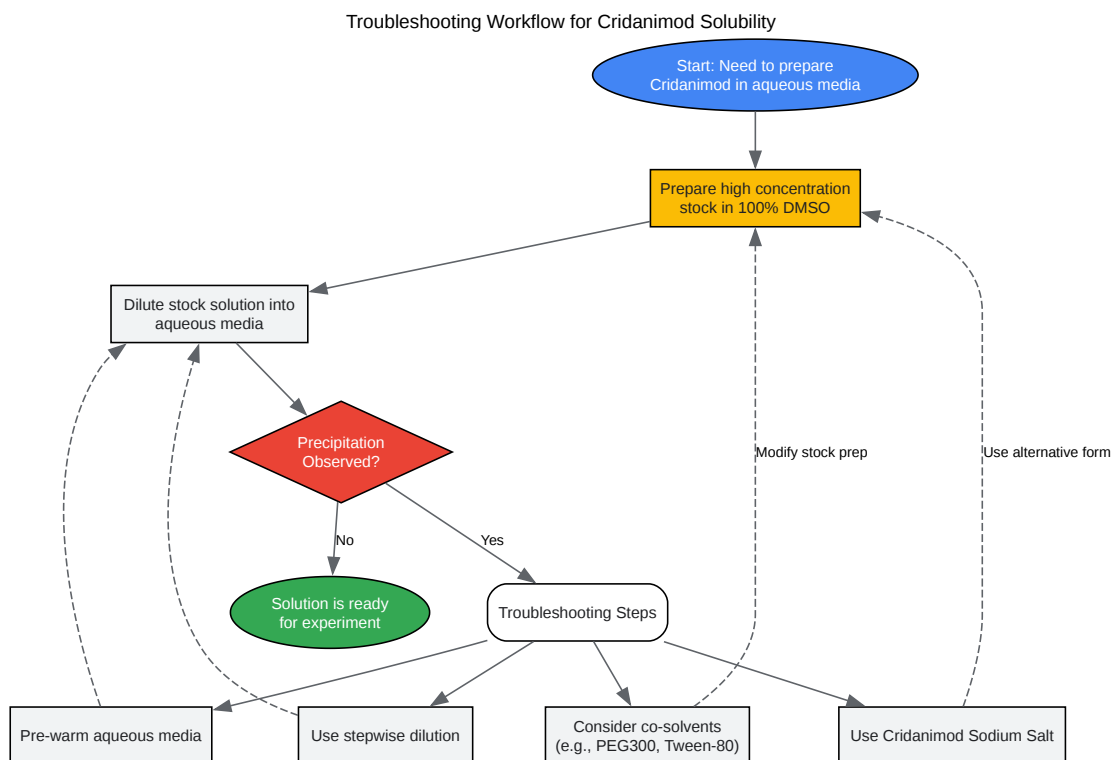 Troubleshooting Workflow for Cridanimod Solubility
Start: Need to prepare
Cridanimod in aqueous media
Prepare high concentration
stock in 100% DMSO
Dilute stock solution into
aqueous media
Precipitation
Observed?
Modify stock prep
Use alternative form
No
Yes
Solution is ready
for experiment
Troubleshooting Steps
Pre-warm aqueous media
Use stepwise dilution
Consider co-solvents
(e.g., PEG300, Tween-80)
Use Cridanimod Sodium Salt